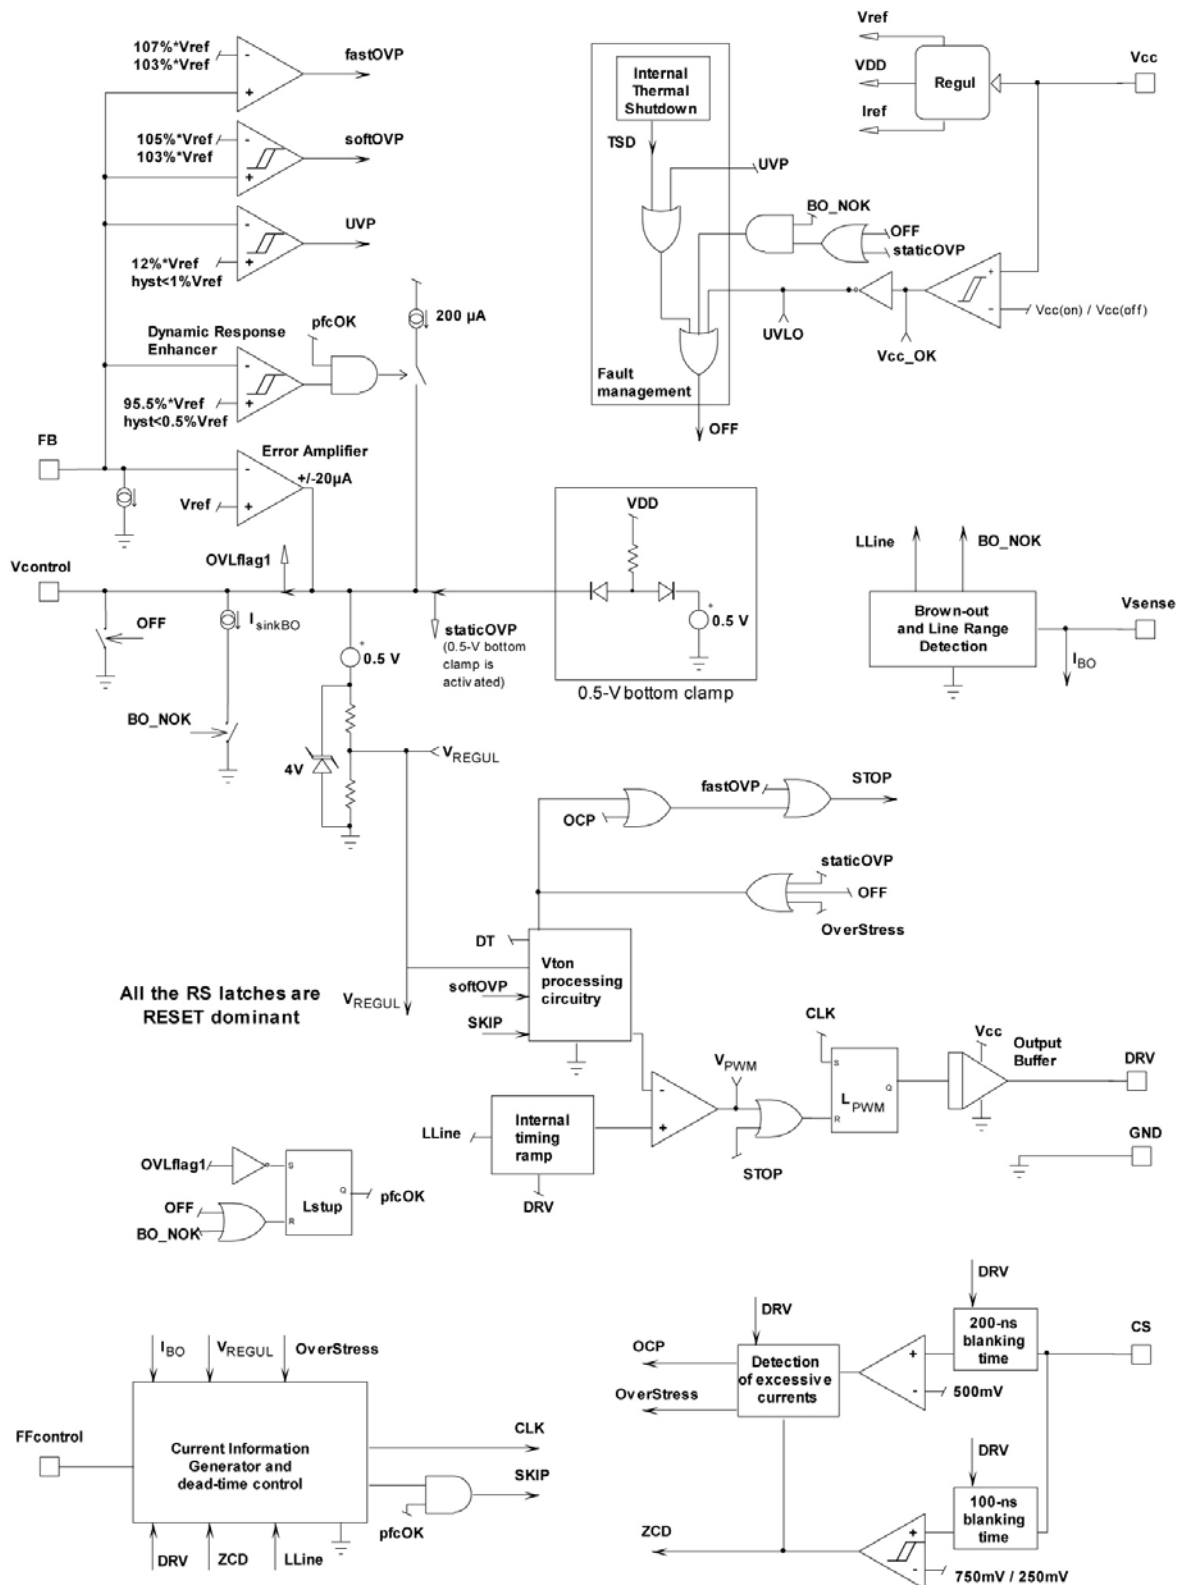 107%*Vref
103%*Vref
fastOVP
105%*Vref
103%*Vref
softOVP
UVP
12%*Vref
hyst<1%Vref
pfcOK
200 µA
Dynamic Response
Enhancer
95.5%*Vref
hyst<0.5%Vref
FB
Error Amplifier
+/-20µA
Vref
Internal
Thermal
Shutdown
TSD
UVP
BO_NOK
OFF
staticOVP
UVLO
Vcc_OK
Vcc(on) / Vcc(off)
Fault
management
OFF
Vref
VDD
Iref
Regul
Vcc
Vcontrol
OVLflag1
OFF
IsinkBO
BO_NOK
0.5 V
4V
staticOVP
(0.5-V bottom
clamp is
activated)
VDD
0.5 V
0.5-V bottom clamp
LLine
BO_NOK
Brown-out
and Line Range
Detection
Vsense
IBO
VREGUL
fastOVP
STOP
OCP
staticOVP
OFF
OverStress
DT
Vton
processing
circuitry
softOVP
SKIP
VREGUL
All the RS latches are
RESET dominant
CLK
Vcc
Output
Buffer
DRV
VPWM
S
Q
LPWM
R
LLine
Internal
timing
ramp
DRV
STOP
GND
OVLflag1
OFF
BO_NOK
S
Q
Lstup
R
pfcOK
IBO
VREGUL
OverStress
FFcontrol
Current Information
Generator and
dead-time control
CLK
SKIP
pfcOK
DRV
ZCD
LLine
DRV
DRV
OCP
OverStress
Detection
of excessive
currents
200-ns
blanking
time
CS
500mV
DRV
100-ns
blanking
time
ZCD
750mV / 250mV